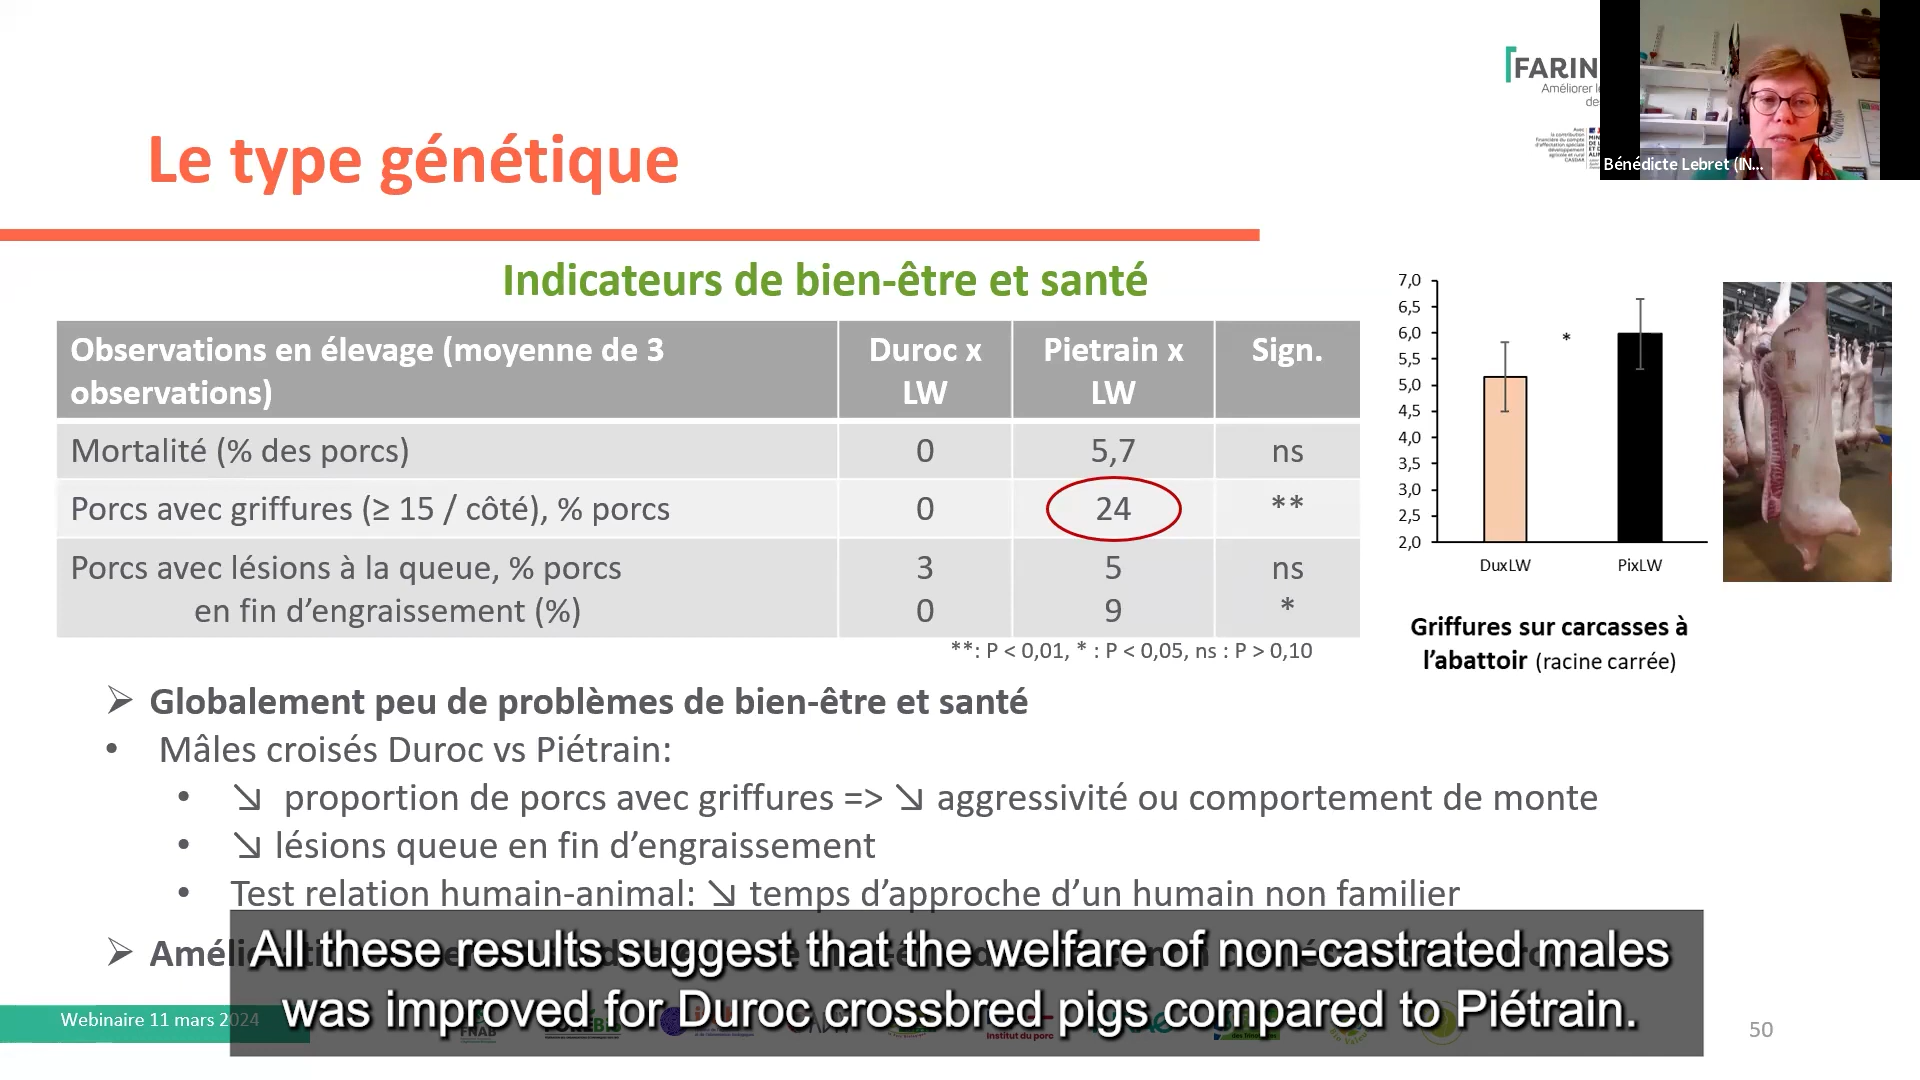 FARIN
Améliorer
de
Bénédicte Lebret (IN...
Le type génétique
Indicateurs de bien-être et santé
Observations en élevage (moyenne de 3 observations)
Duroc x LW
Pietrain x LW
Sign.
Mortalité (% des porcs)
0
5,7
ns
Porcs avec griffures (≥ 15 / côté), % porcs
0
24
**
Porcs avec lésions à la queue, % porcs
3
5
ns
en fin d’engraissement (%)
0
9
*
**: P < 0,01, * : P < 0,05, ns : P > 0,10
7,0
6,5
6,0
5,5
5,0
4,5
4,0
3,5
3,0
2,5
2,0
*
DuxLW
PixLW
Griffures sur carcasses à
l’abattoir (racine carrée)
➢ Globalement peu de problèmes de bien-être et santé
• Mâles croisés Duroc vs Piétrain:
• ↘ proportion de porcs avec griffures => ↘ aggressivité ou comportement de monte
• ↘ lésions queue en fin d’engraissement
• Test relation humain-animal: ↘ temps d’approche d’un humain non familier
All these results suggest that the welfare of non-castrated males
was improved for Duroc crossbred pigs compared to Piétrain.
Webinaire 11 mars 2024
FNAB
Institut du porc
50